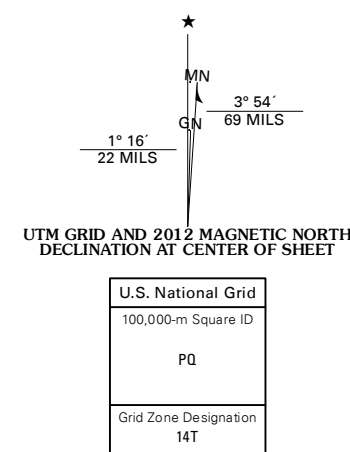 ★
MN
3° 54´
69 MILS
GN
1° 16´
22 MILS
UTM GRID AND 2012 MAGNETIC NORTH
DECLINATION AT CENTER OF SHEET
U.S. National Grid
100,000-m Square ID
PQ
Grid Zone Designation
14T